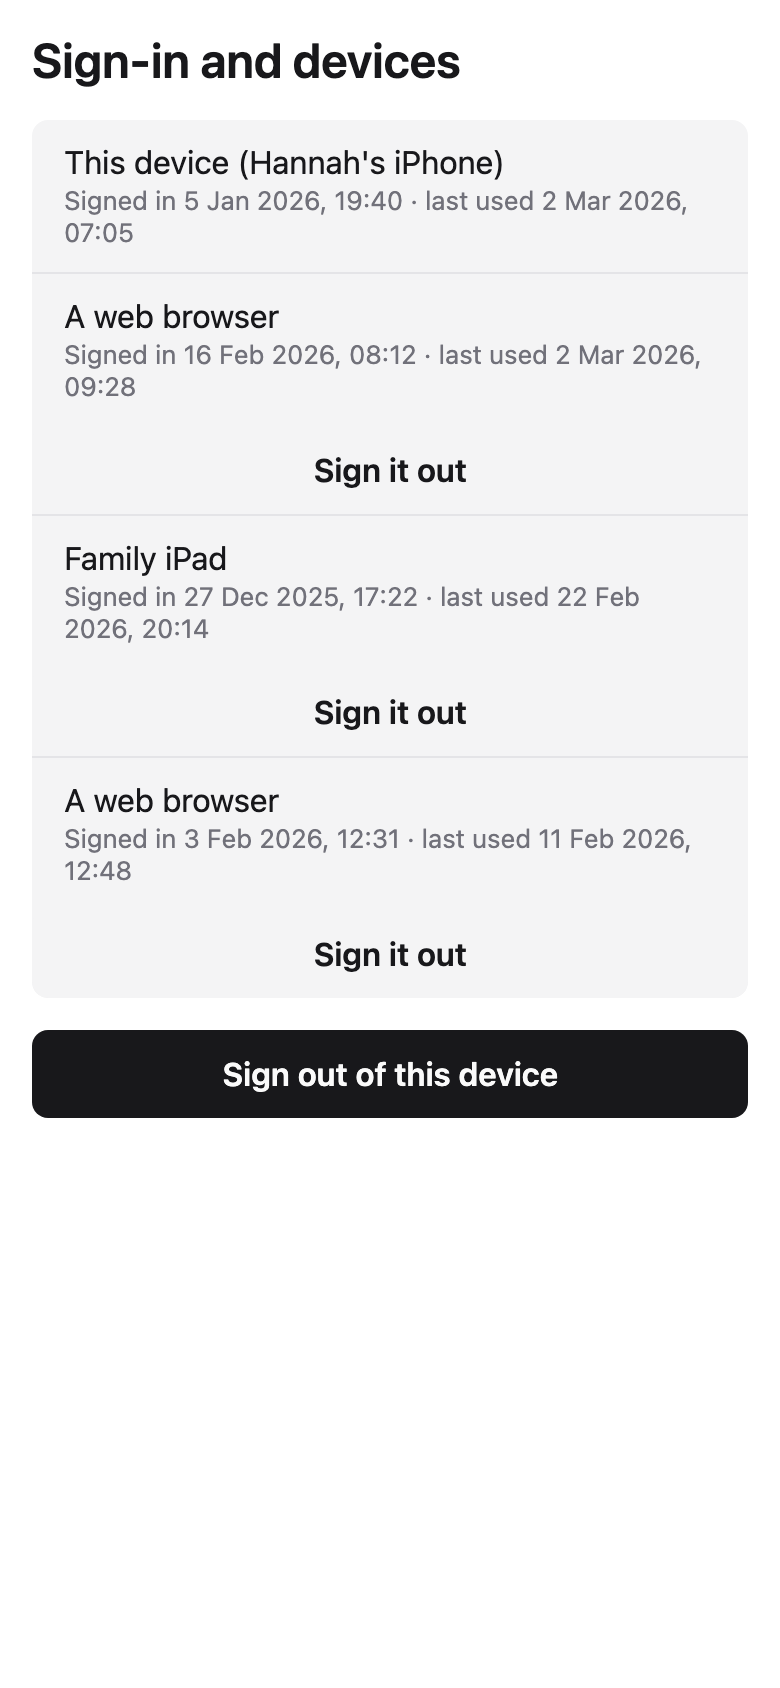 Sign-in and devices
This device (Hannah's iPhone)
Signed in 5 Jan 2026, 19:40 · last used 2 Mar 2026,
07:05
A web browser
Signed in 16 Feb 2026, 08:12 · last used 2 Mar 2026,
09:28
Sign it out
Family iPad
Signed in 27 Dec 2025, 17:22 · last used 22 Feb
2026, 20:14
Sign it out
A web browser
Signed in 3 Feb 2026, 12:31 · last used 11 Feb 2026,
12:48
Sign it out
Sign out of this device